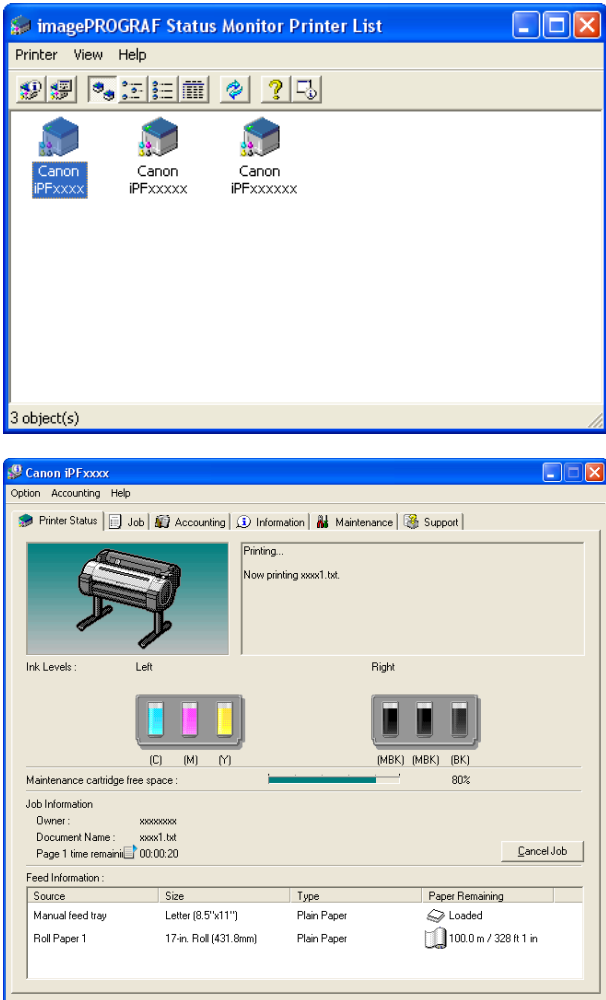 imagePROGRAF Status Monitor Printer List
Printer View Help
Canon Canon Canon
iPFxxxx iPFxxxxx iPFxxxxxx
3 object(s)
Canon iPFxxxx
Option Accounting Help
Printer Status Job Accounting Information Maintenance Support
Printing...
Now printing xxxx1.txt.
Ink Levels : Left Right
(C) (M) (Y) (MBK) (MBK) (BK)
Maintenance cartridge free space : 80%
Job Information
Owner : xxxxxxxx
Document Name : xxxx1.txt
Page 1 time remaini 00:00:20
Cancel Job
Feed Information :
Source Size Type Paper Remaining
Manual feed tray Letter (8.5"x11") Plain Paper Loaded
Roll Paper 1 17-in. Roll (431.8mm) Plain Paper 100.0 m / 328 ft 1 in